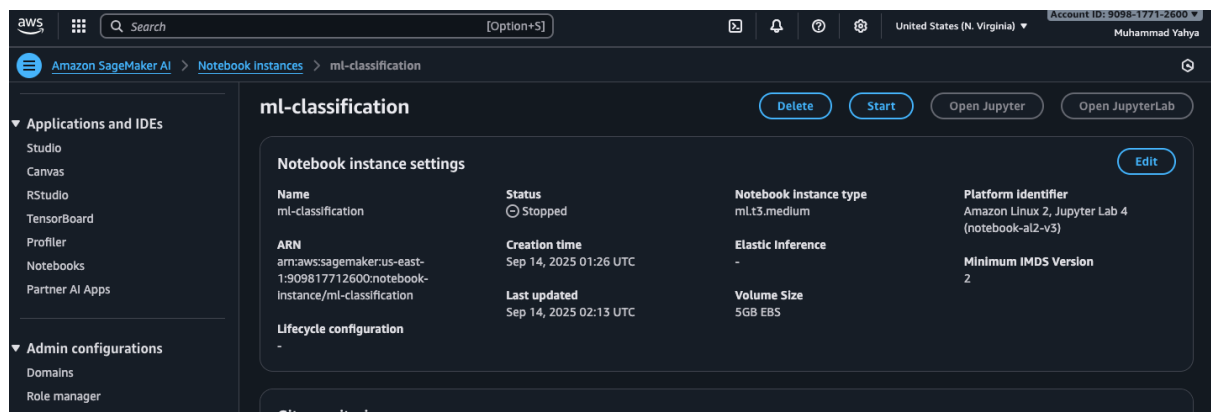 aws
Search [Option+S]
United States (N. Virginia) ▼
Account ID: 9098-1771-2600 ▼
Muhammad Yahya
Amazon SageMaker AI > Notebook instances > ml-classification
Applications and IDEs
Studio
Canvas
RStudio
TensorBoard
Profiler
Notebooks
Partner AI Apps
Admin configurations
Domains
Role manager
ml-classification
Delete
Start
Open Jupyter
Open JupyterLab
Notebook instance settings
Edit
Name
ml-classification
ARN
arn:aws:sagemaker:us-east-
1:909817712600:notebook-
instance/ml-classification
Lifecycle configuration
-
Status
Stopped
Creation time
Sep 14, 2025 01:26 UTC
Last updated
Sep 14, 2025 02:13 UTC
Notebook instance type
ml.t3.medium
Elastic Inference
-
Volume Size
5GB EBS
Platform identifier
Amazon Linux 2, Jupyter Lab 4
(notebook-al2-v3)
Minimum IMDS Version
2